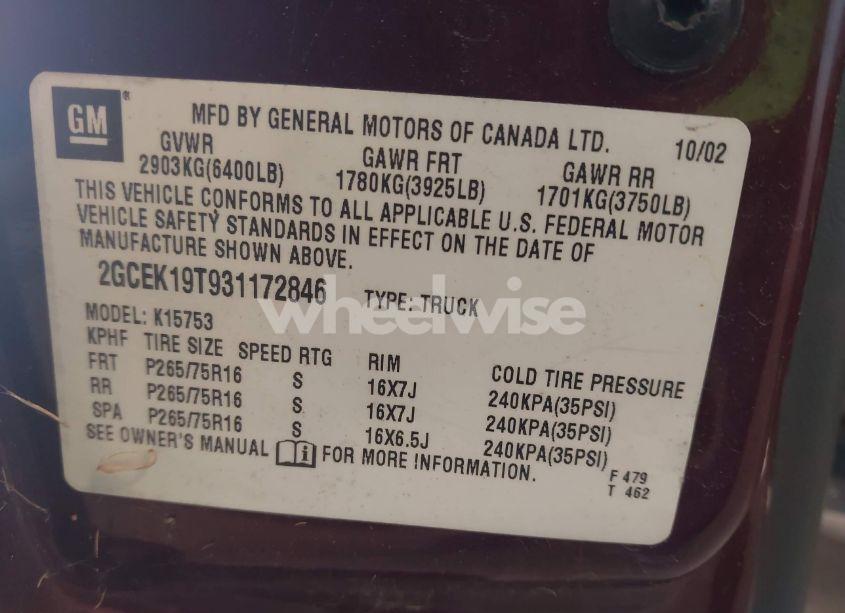 GM ®
MFD BY GENERAL MOTORS OF CANADA LTD. 10/02
GVWR GAWR FRT GAWR RR
2903KG(6400LB) 1780KG(3925LB) 1701KG(3750LB)
THIS VEHICLE CONFORMS TO ALL APPLICABLE U.S. FEDERAL MOTOR
VEHICLE SAFETY STANDARDS IN EFFECT ON THE DATE OF
MANUFACTURE SHOWN ABOVE.
2GCEK19T931172846 TYPE: TRUCK
wheelwise
MODEL: K15753
KPHF TIRE SIZE SPEED RTG RIM COLD TIRE PRESSURE
FRT P265/75R16 S 16X7J 240KPA(35PSI)
RR P265/75R16 S 16X7J 240KPA(35PSI)
SPA P265/75R16 S 16X6.5J 240KPA(35PSI)
SEE OWNER'S MANUAL i FOR MORE INFORMATION.
F 479
T 462